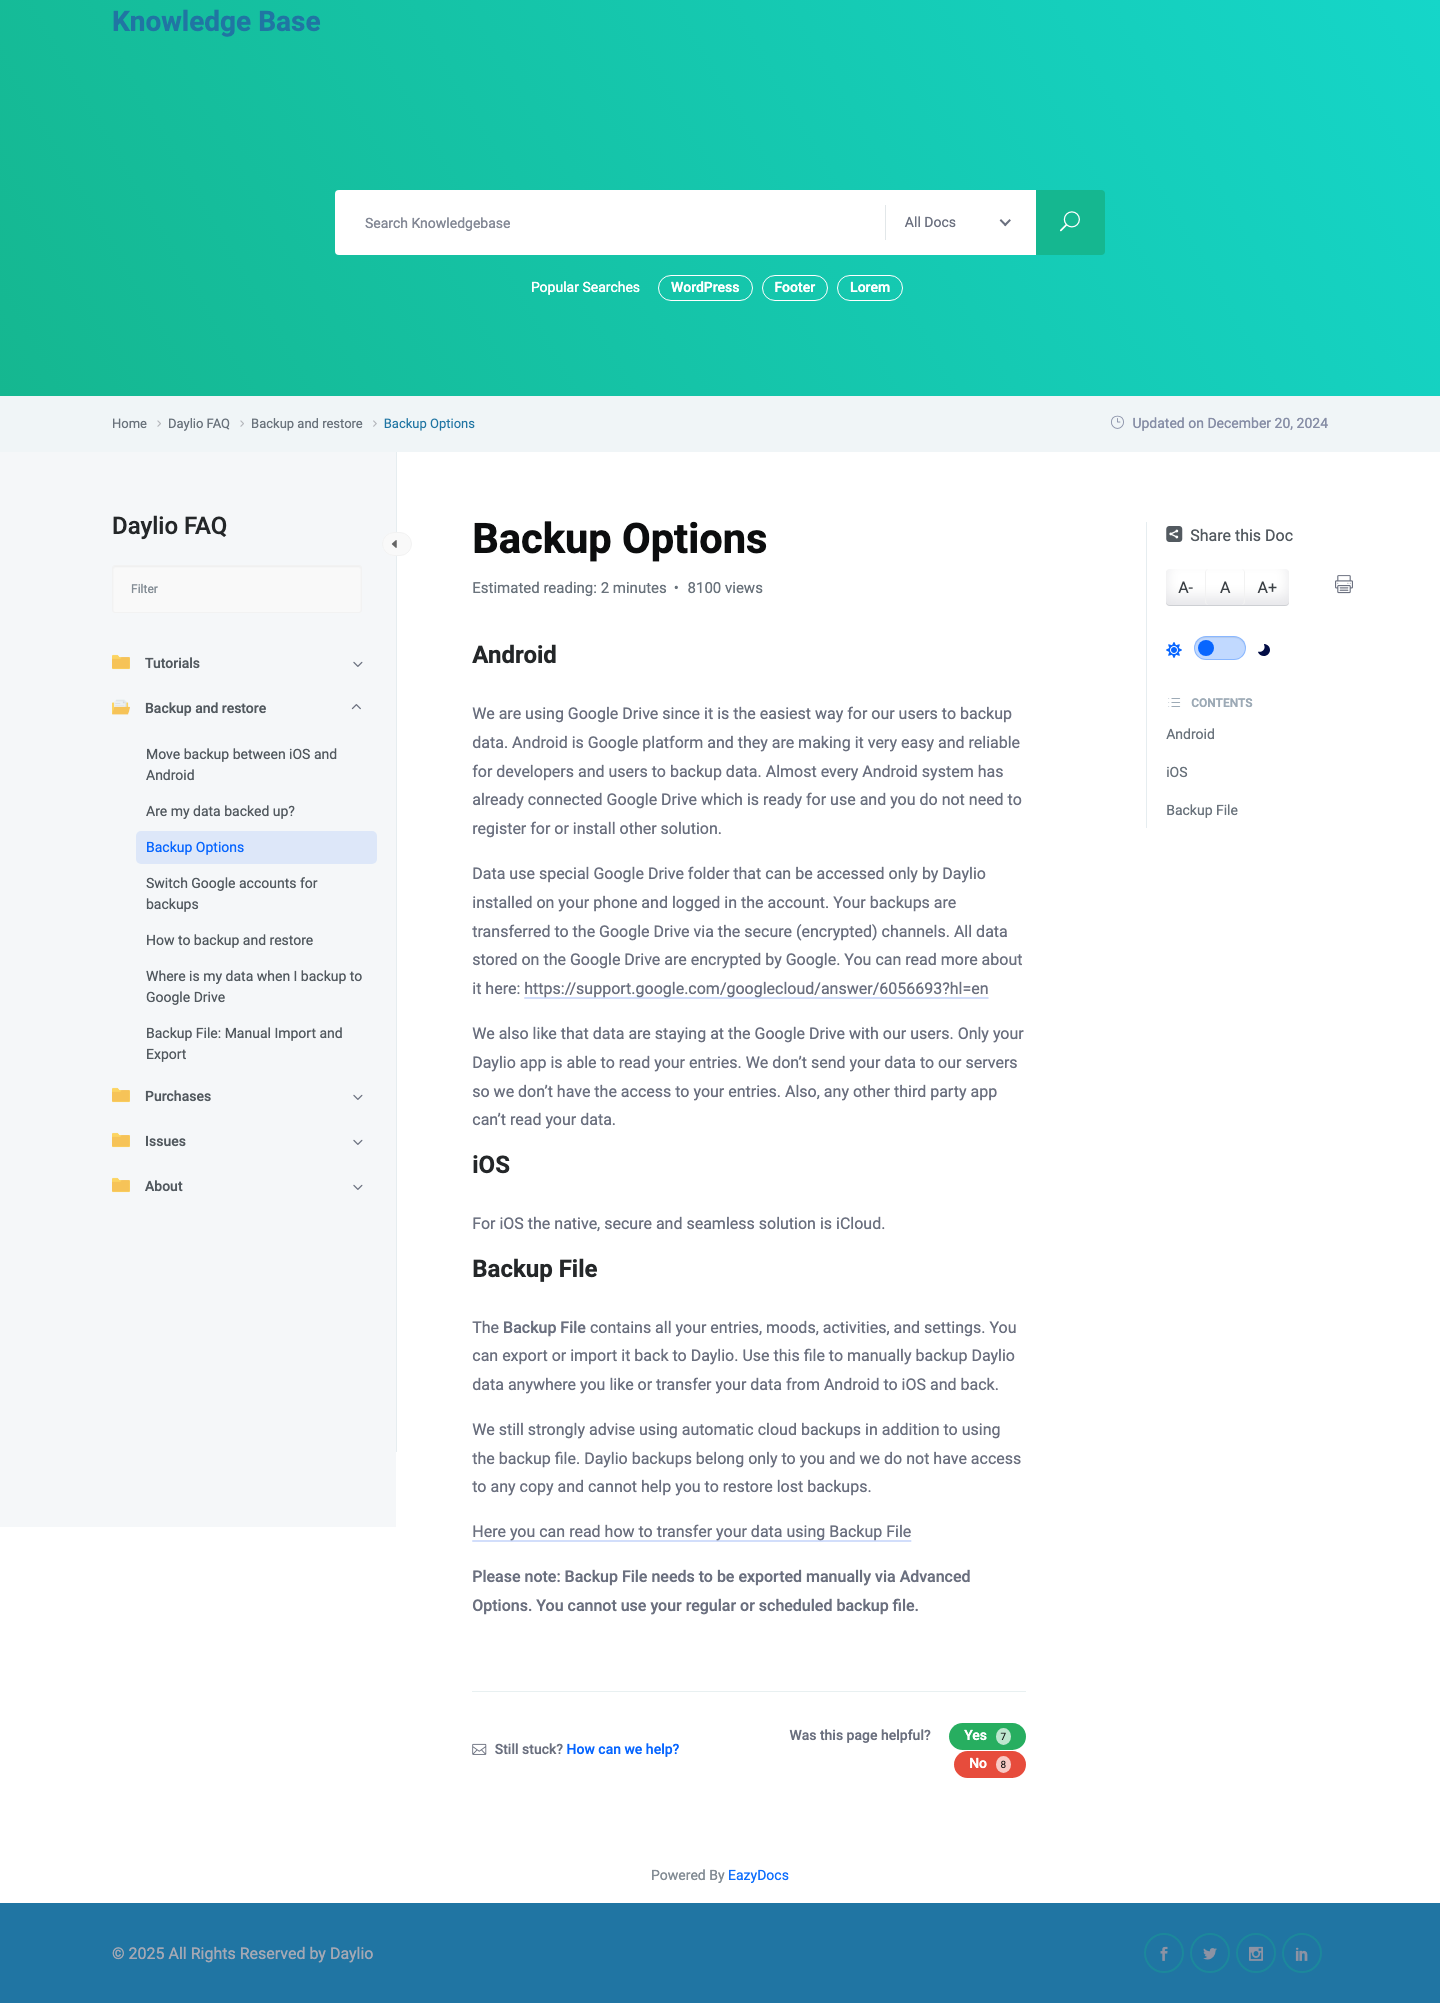 Knowledge Base
Search Knowledgebase
All Docs
Popular Searches
WordPress
Footer
Lorem
Home
Daylio FAQ
Backup and restore
Backup Options
Updated on December 20, 2024
Daylio FAQ
Filter
Tutorials
Backup and restore
Move backup between iOS and
Android
Are my data backed up?
Backup Options
Switch Google accounts for
backups
How to backup and restore
Where is my data when I backup to
Google Drive
Backup File: Manual Import and
Export
Purchases
Issues
About
Backup Options
Estimated reading: 2 minutes • 8100 views
Android
We are using Google Drive since it is the easiest way for our users to backup
data. Android is Google platform and they are making it very easy and reliable
for developers and users to backup data. Almost every Android system has
already connected Google Drive which is ready for use and you do not need to
register for or install other solution.
Data use special Google Drive folder that can be accessed only by Daylio
installed on your phone and logged in the account. Your backups are
transferred to the Google Drive via the secure (encrypted) channels. All data
stored on the Google Drive are encrypted by Google. You can read more about
it here: https://support.google.com/googlecloud/answer/6056693?hl=en
We also like that data are staying at the Google Drive with our users. Only your
Daylio app is able to read your entries. We don’t send your data to our servers
so we don’t have the access to your entries. Also, any other third party app
can’t read your data.
iOS
For iOS the native, secure and seamless solution is iCloud.
Backup File
The Backup File contains all your entries, moods, activities, and settings. You
can export or import it back to Daylio. Use this file to manually backup Daylio
data anywhere you like or transfer your data from Android to iOS and back.
We still strongly advise using automatic cloud backups in addition to using
the backup file. Daylio backups belong only to you and we do not have access
to any copy and cannot help you to restore lost backups.
Here you can read how to transfer your data using Backup File
Please note: Backup File needs to be exported manually via Advanced
Options. You cannot use your regular or scheduled backup file.
Still stuck? How can we help?
Was this page helpful?
Yes 7
No 8
Share this Doc
A- A A+
CONTENTS
Android
iOS
Backup File
Powered By EazyDocs
© 2025 All Rights Reserved by Daylio